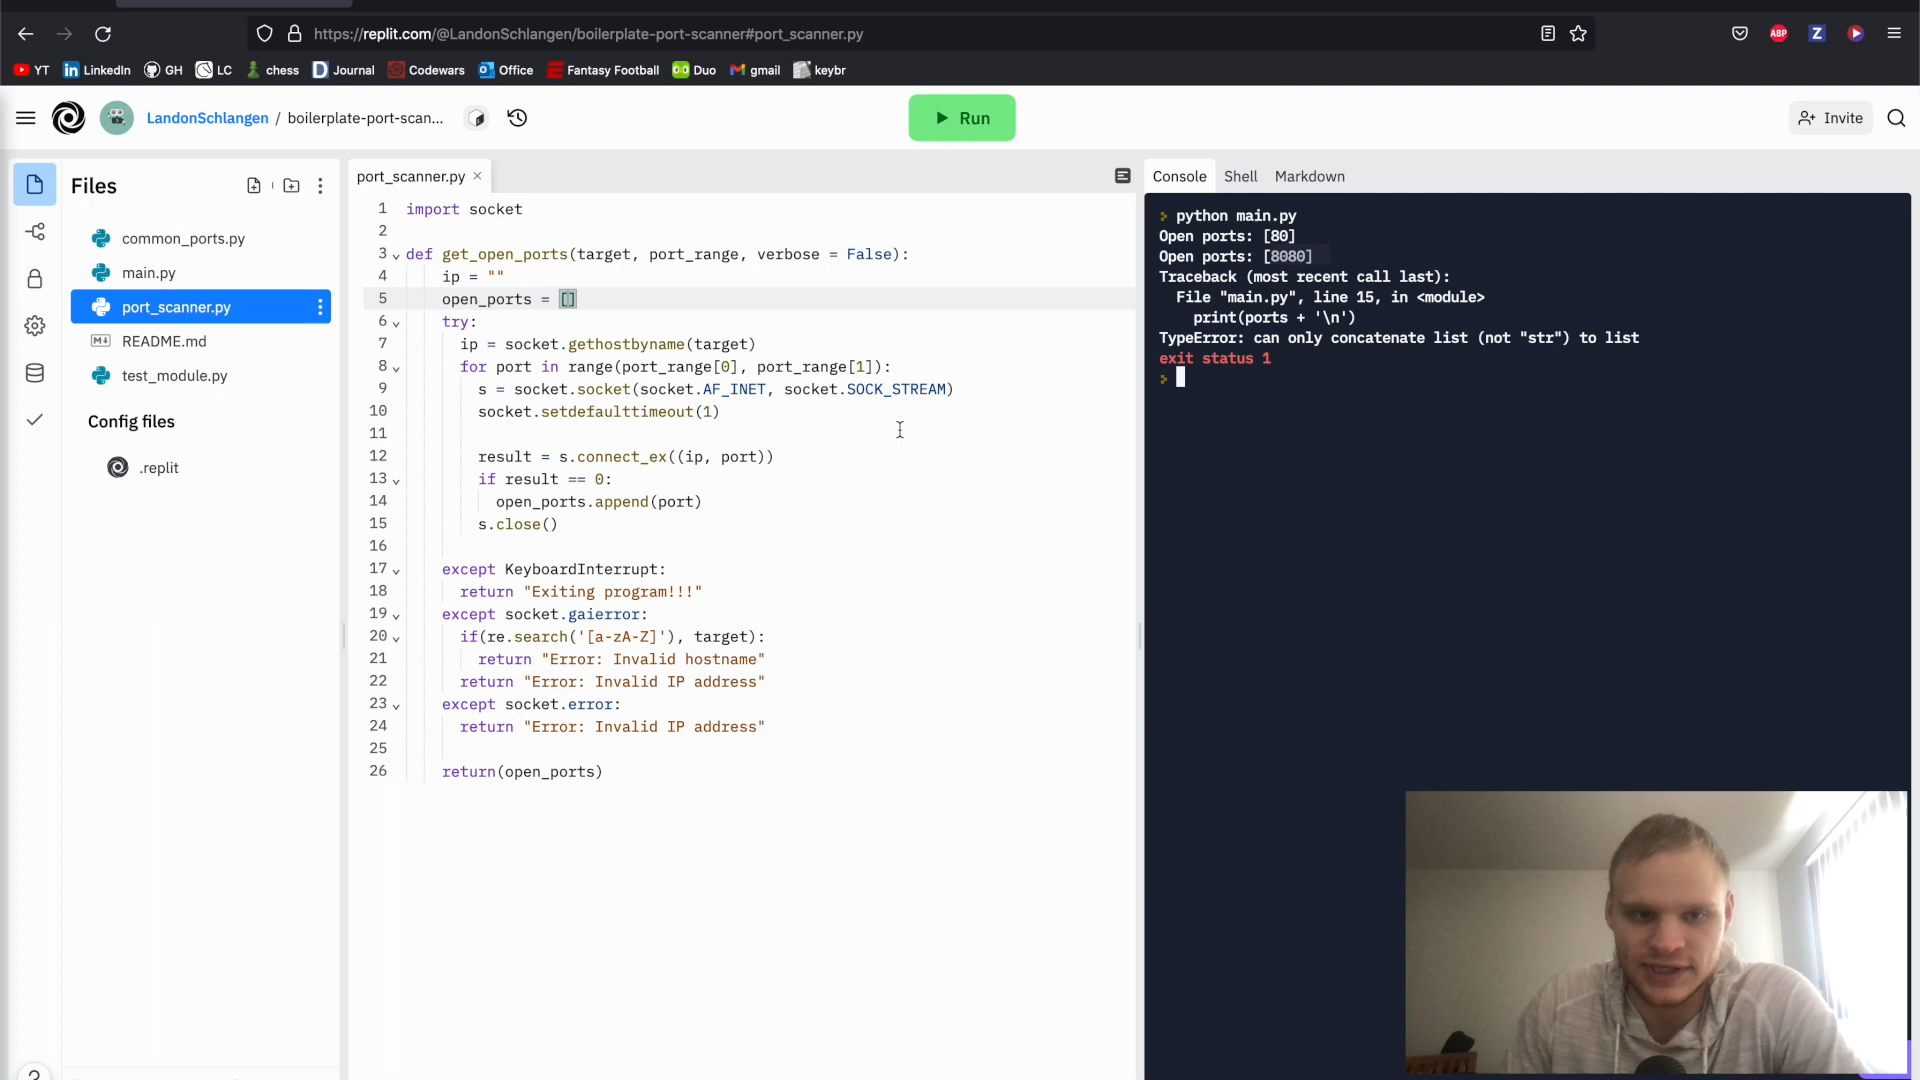 https://replit.com/@LandonSchlangen/boilerplate-port-scanner#port_scanner.py
ABP
Z
YT
in LinkedIn
GH
LC
chess
D Journal
Codewars
Office
Fantasy Football
Duo
gmail
keybr
LandonSchlangen / boilerplate-port-scan...
Run
Invite
Files
common_ports.py
main.py
port_scanner.py
README.md
test_module.py
Config files
.replit
port_scanner.py
1 import socket
2
3 def get_open_ports(target, port_range, verbose = False):
4 ip = ""
5 open_ports = []
6 try:
7 ip = socket.gethostbyname(target)
8 for port in range(port_range[0], port_range[1]):
9 s = socket.socket(socket.AF_INET, socket.SOCK_STREAM)
10 socket.setdefaulttimeout(1)
11
12 result = s.connect_ex((ip, port))
13 if result == 0:
14 open_ports.append(port)
15 s.close()
16
17 except KeyboardInterrupt:
18 return "Exiting program!!!"
19 except socket.gaierror:
20 if(re.search('[a-zA-Z]'), target):
21 return "Error: Invalid hostname"
22 return "Error: Invalid IP address"
23 except socket.error:
24 return "Error: Invalid IP address"
25
26 return(open_ports)
Console Shell Markdown
python main.py
Open ports: [80]
Open ports: [8080]
Traceback (most recent call last):
File "main.py", line 15, in <module>
print(ports + '\n')
TypeError: can only concatenate list (not "str") to list
exit status 1